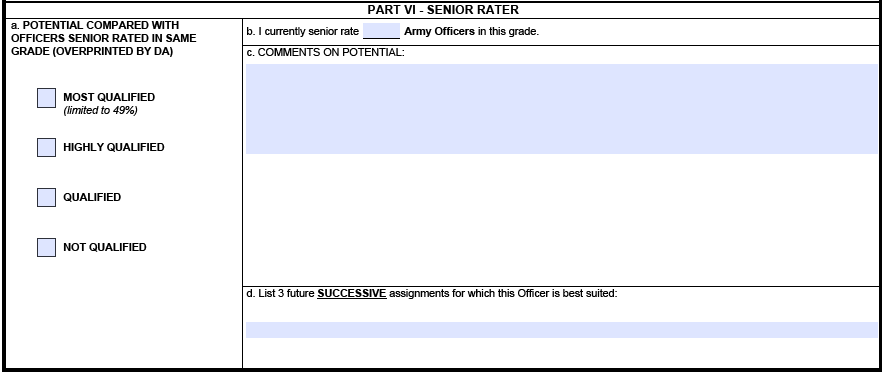 PART VI - SENIOR RATER
a. POTENTIAL COMPARED WITH
OFFICERS SENIOR RATED IN SAME
GRADE (OVERPRINTED BY DA)
MOST QUALIFIED
(limited to 49%)
HIGHLY QUALIFIED
QUALIFIED
NOT QUALIFIED
b. I currently senior rate Army Officers in this grade.
c. COMMENTS ON POTENTIAL:
d. List 3 future SUCCESSIVE assignments for which this Officer is best suited: